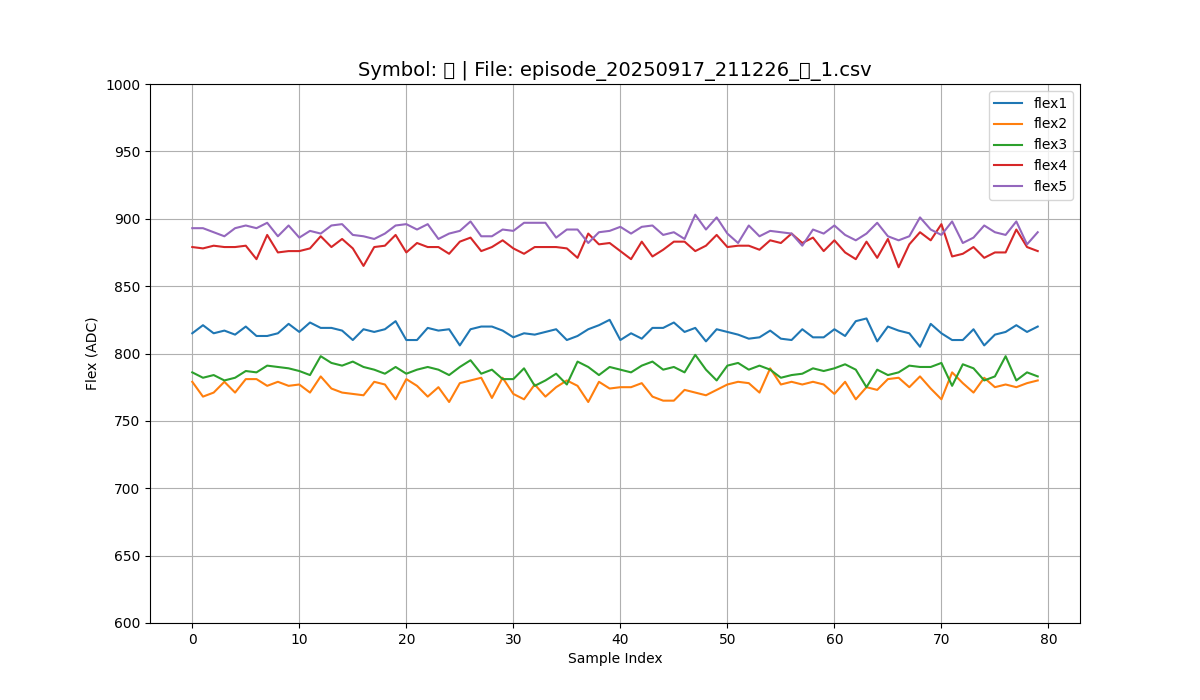 Symbol: | File: episode_20250917_211226_ _1.csv
1000
950
900
850
800
750
700
650
600
Flex (ADC)
flex1
flex2
flex3
flex4
flex5
0 10 20 30 40 50 60 70 80
Sample Index